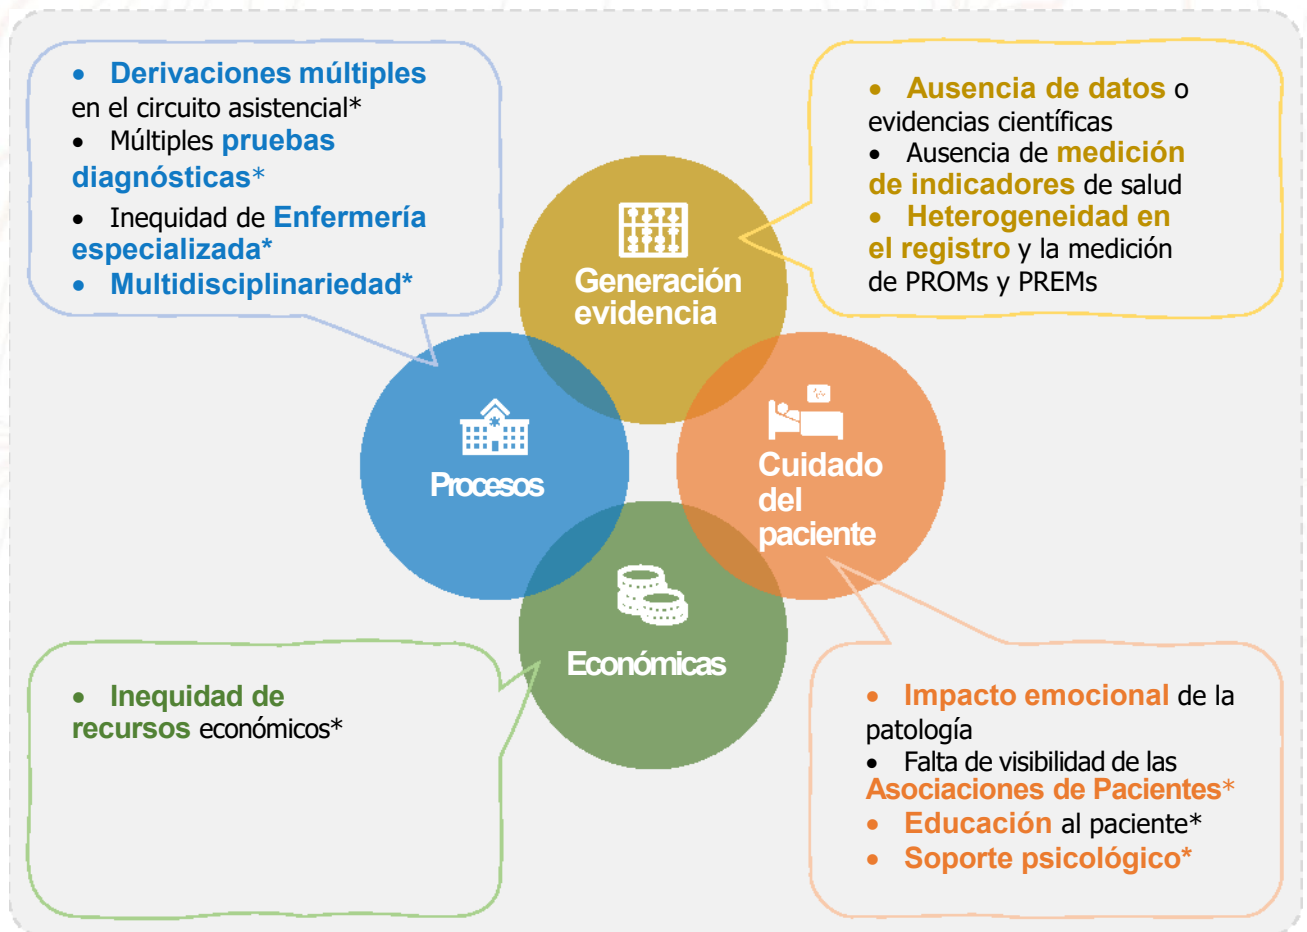 • Derivaciones múltiples
en el circuito asistencial*
• Múltiples pruebas
diagnósticas*
• Inequidad de Enfermería
especializada*
• Multidisciplinariedad*
• Ausencia de datos o
evidencias científicas
• Ausencia de medición
de indicadores de salud
• Heterogeneidad en
el registro y la medición
de PROMs y PREMs
Generación
evidencia
Procesos
Cuidado
del
paciente
Económicas
• Inequidad de
recursos económicos*
• Impacto emocional de la
patología
• Falta de visibilidad de las
Asociaciones de Pacientes*
• Educación al paciente*
• Soporte psicológico*